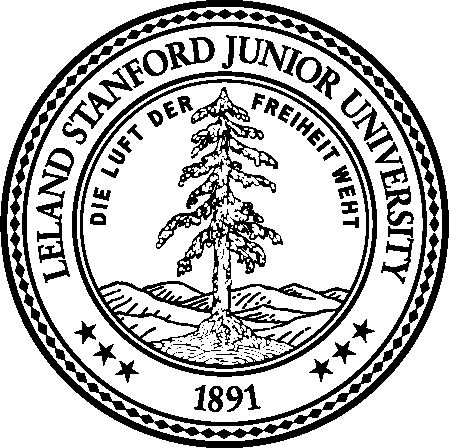 LELAND STANFORD JUNIOR UNIVERSITY
DIE LUFT DER FREIHEIT WEHT
1891